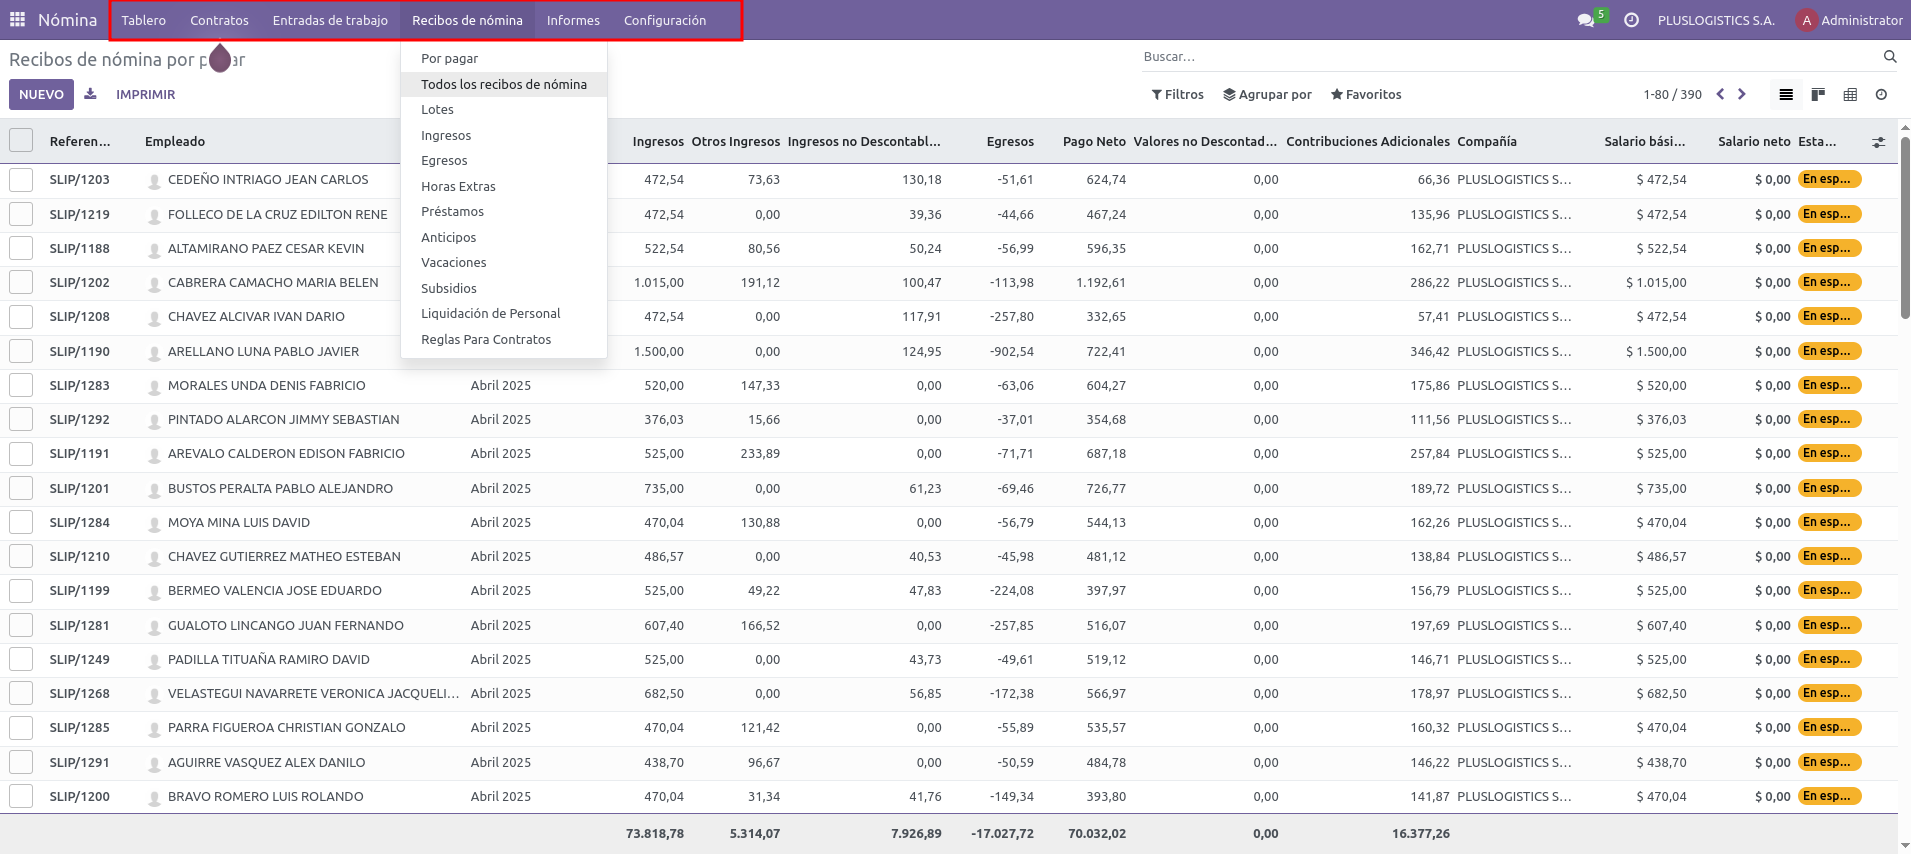 Nómina Tablero Contratos Entradas de trabajo Recibos de nómina Informes Configuración 5 PLUSLOGISTICS S.A. A Administrator
Recibos de nómina por
Buscar...
NUEVO IMPRIMIR
Filtros Agrupar por Favoritos 1-80 / 390
Por pagar
Todos los recibos de nómina
Lotes
Ingresos
Egresos
Horas Extras
Préstamos
Anticipos
Vacaciones
Subsidios
Liquidación de Personal
Reglas Para Contratos
Referen... Empleado Ingresos Otros Ingresos Ingresos no Descontabl... Egresos Pago Neto Valores no Descontad... Contribuciones Adicionales Compañía Salario bási... Salario neto Esta...
SLIP/1203 CEDEÑO INTRIAGO JEAN CARLOS 472,54 73,63 130,18 -51,61 624,74 0,00 66,36 PLUSLOGISTICS S... $ 472,54 $ 0,00 En esp...
SLIP/1219 FOLLECO DE LA CRUZ EDILTON RENE 472,54 0,00 39,36 -44,66 467,24 0,00 135,96 PLUSLOGISTICS S... $ 472,54 $ 0,00 En esp...
SLIP/1188 ALTAMIRANO PAEZ CESAR KEVIN 522,54 80,56 50,24 -56,99 596,35 0,00 162,71 PLUSLOGISTICS S... $ 522,54 $ 0,00 En esp...
SLIP/1202 CABRERA CAMACHO MARIA BELEN 1.015,00 191,12 100,47 -113,98 1.192,61 0,00 286,22 PLUSLOGISTICS S... $ 1.015,00 $ 0,00 En esp...
SLIP/1208 CHAVEZ ALCIVAR IVAN DARIO 472,54 0,00 117,91 -257,80 332,65 0,00 57,41 PLUSLOGISTICS S... $ 472,54 $ 0,00 En esp...
SLIP/1190 ARELLANO LUNA PABLO JAVIER 1.500,00 0,00 124,95 -902,54 722,41 0,00 346,42 PLUSLOGISTICS S... $ 1.500,00 $ 0,00 En esp...
SLIP/1283 MORALES UNDA DENIS FABRICIO Abril 2025 520,00 147,33 0,00 -63,06 604,27 0,00 175,86 PLUSLOGISTICS S... $ 520,00 $ 0,00 En esp...
SLIP/1292 PINTADO ALARCON JIMMY SEBASTIAN Abril 2025 376,03 15,66 0,00 -37,01 354,68 0,00 111,56 PLUSLOGISTICS S... $ 376,03 $ 0,00 En esp...
SLIP/1191 AREVALO CALDERON EDISON FABRICIO Abril 2025 525,00 233,89 0,00 -71,71 687,18 0,00 257,84 PLUSLOGISTICS S... $ 525,00 $ 0,00 En esp...
SLIP/1201 BUSTOS PERALTA PABLO ALEJANDRO Abril 2025 735,00 0,00 61,23 -69,46 726,77 0,00 189,72 PLUSLOGISTICS S... $ 735,00 $ 0,00 En esp...
SLIP/1284 MOYA MINA LUIS DAVID Abril 2025 470,04 130,88 0,00 -56,79 544,13 0,00 162,26 PLUSLOGISTICS S... $ 470,04 $ 0,00 En esp...
SLIP/1210 CHAVEZ GUTIERREZ MATHEO ESTEBAN Abril 2025 486,57 0,00 40,53 -45,98 481,12 0,00 138,84 PLUSLOGISTICS S... $ 486,57 $ 0,00 En esp...
SLIP/1199 BERMEO VALENCIA JOSE EDUARDO Abril 2025 525,00 49,22 47,83 -224,08 397,97 0,00 156,79 PLUSLOGISTICS S... $ 525,00 $ 0,00 En esp...
SLIP/1281 GUALOTO LINCANGO JUAN FERNANDO Abril 2025 607,40 166,52 0,00 -257,85 516,07 0,00 197,69 PLUSLOGISTICS S... $ 607,40 $ 0,00 En esp...
SLIP/1249 PADILLA TITUAÑA RAMIRO DAVID Abril 2025 525,00 0,00 43,73 -49,61 519,12 0,00 146,71 PLUSLOGISTICS S... $ 525,00 $ 0,00 En esp...
SLIP/1268 VELASTEGUI NAVARRETE VERONICA JACQUELI... Abril 2025 682,50 0,00 56,85 -172,38 566,97 0,00 178,97 PLUSLOGISTICS S... $ 682,50 $ 0,00 En esp...
SLIP/1285 PARRA FIGUEROA CHRISTIAN GONZALO Abril 2025 470,04 121,42 0,00 -55,89 535,57 0,00 160,32 PLUSLOGISTICS S... $ 470,04 $ 0,00 En esp...
SLIP/1291 AGUIRRE VASQUEZ ALEX DANILO Abril 2025 438,70 96,67 0,00 -50,59 484,78 0,00 146,22 PLUSLOGISTICS S... $ 438,70 $ 0,00 En esp...
SLIP/1200 BRAVO ROMERO LUIS ROLANDO Abril 2025 470,04 31,34 41,76 -149,34 393,80 0,00 141,87 PLUSLOGISTICS S... $ 470,04 $ 0,00 En esp...
73.818,78 5.314,07 7.926,89 -17.027,72 70.032,02 0,00 16.377,26